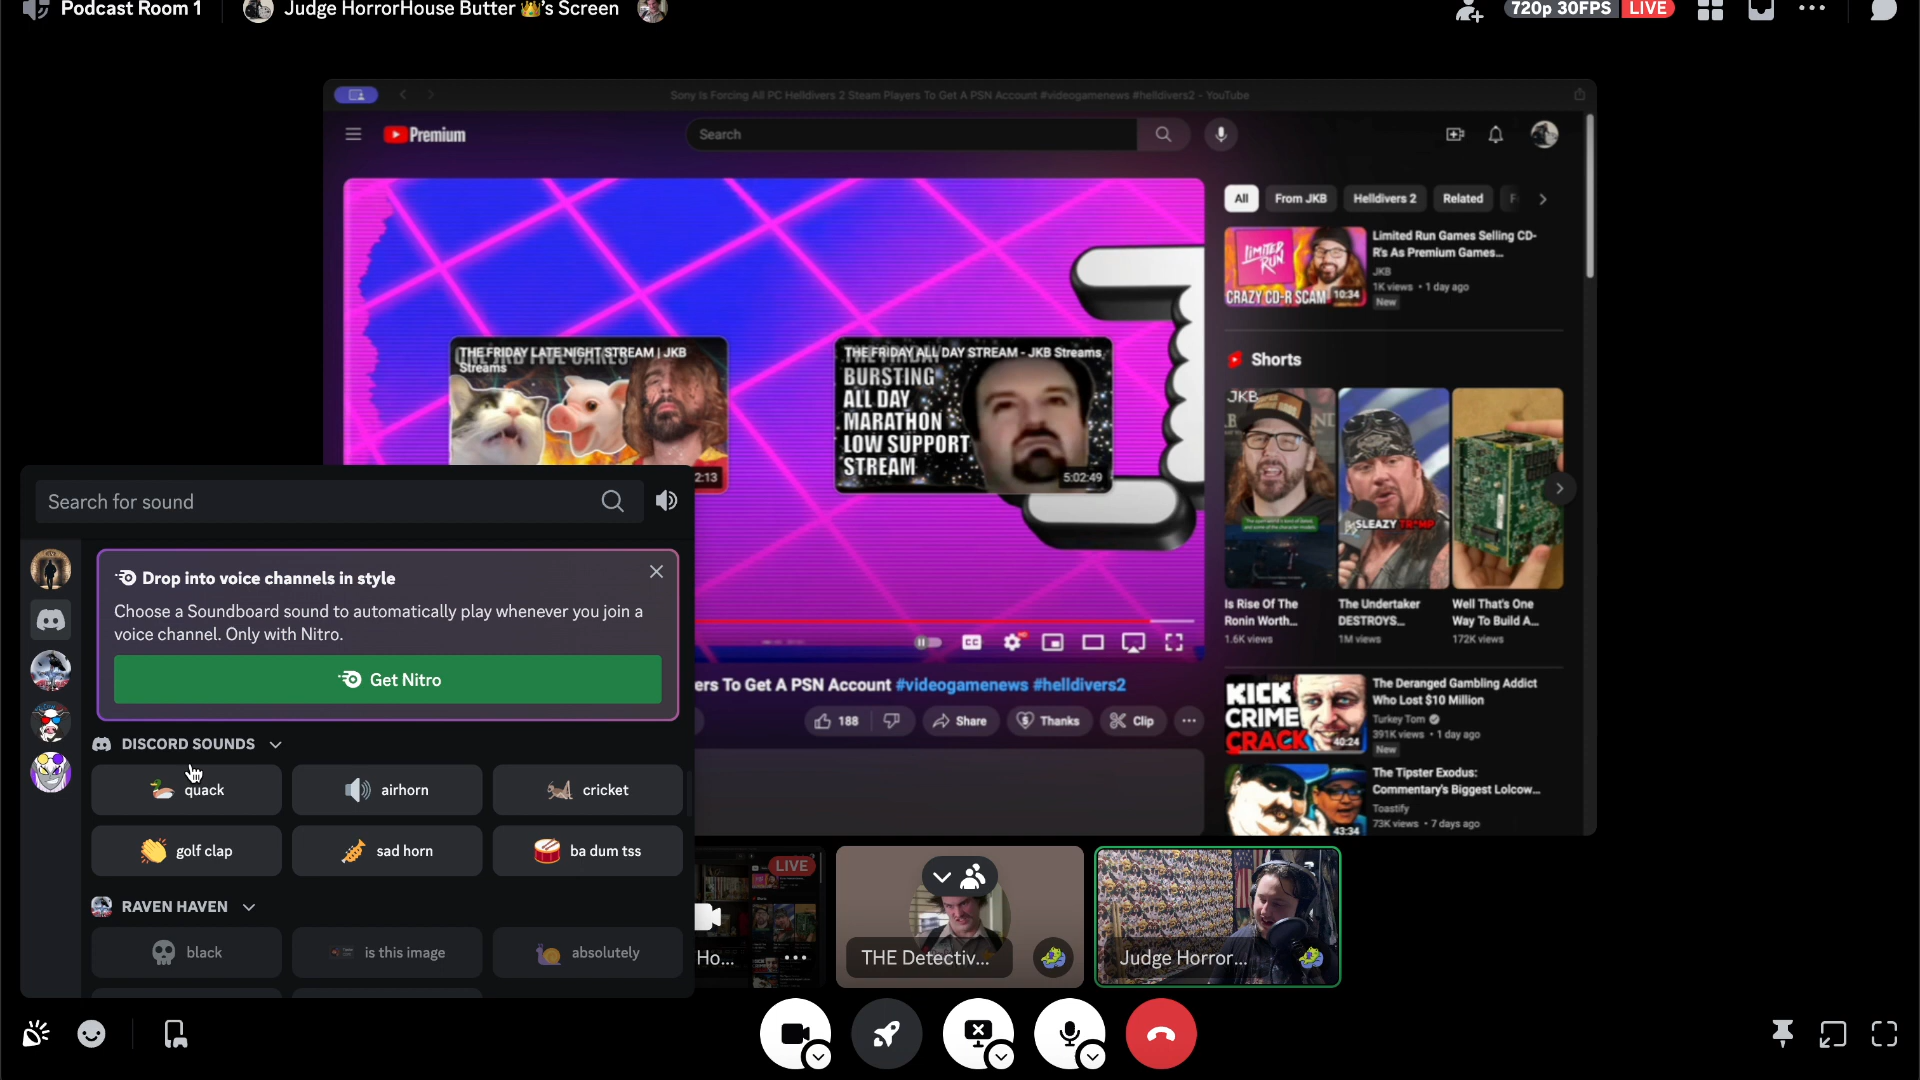 Podcast Room 1
Judge HorrorHouse Butter 👑's Screen
720p 30FPS LIVE
Sony Is Forcing All PC Helldivers 2 Steam Players To Get A PSN Account #videogamenews #helldivers2 - YouTube
Premium
Search
All
From JKB
Helldivers 2
Related
LIMITED
RUN
CRAZY CD-R SCAM
10:34
Limited Run Games Selling CD-
R's As Premium Games...
JKB
1K views • 1 day ago
New
THE FRIDAY LATE NIGHT STREAM | JKB
Streams
2:13
THE FRIDAY ALL DAY STREAM - JKB Streams
BURSTING
ALL DAY
MARATHON
LOW SUPPORT
STREAM
5:02:49
Shorts
JKB
SLEAZY TRUMP
Is Rise Of The
Ronin Worth...
1.6K views
The Undertaker
DESTROYS...
1M views
Well That's One
Way To Build A...
172K views
Search for sound
Drop into voice channels in style
Choose a Soundboard sound to automatically play whenever you join a
voice channel. Only with Nitro.
Get Nitro
DISCORD SOUNDS
quack
airhorn
cricket
golf clap
sad horn
ba dum tss
RAVEN HAVEN
black
is this image
absolutely
CC
ers To Get A PSN Account #videogamenews #helldivers2
188
Share
Thanks
Clip
KICK
CRIME
CRACK
40:24
The Deranged Gambling Addict
Who Lost $10 Million
Turkey Tom
391K views • 1 day ago
New
43:34
The Tipster Exodus:
Commentary's Biggest Lolcow...
Toastify
73K views • 7 days ago
LIVE
Ho...
THE Detectiv...
Judge Horror...